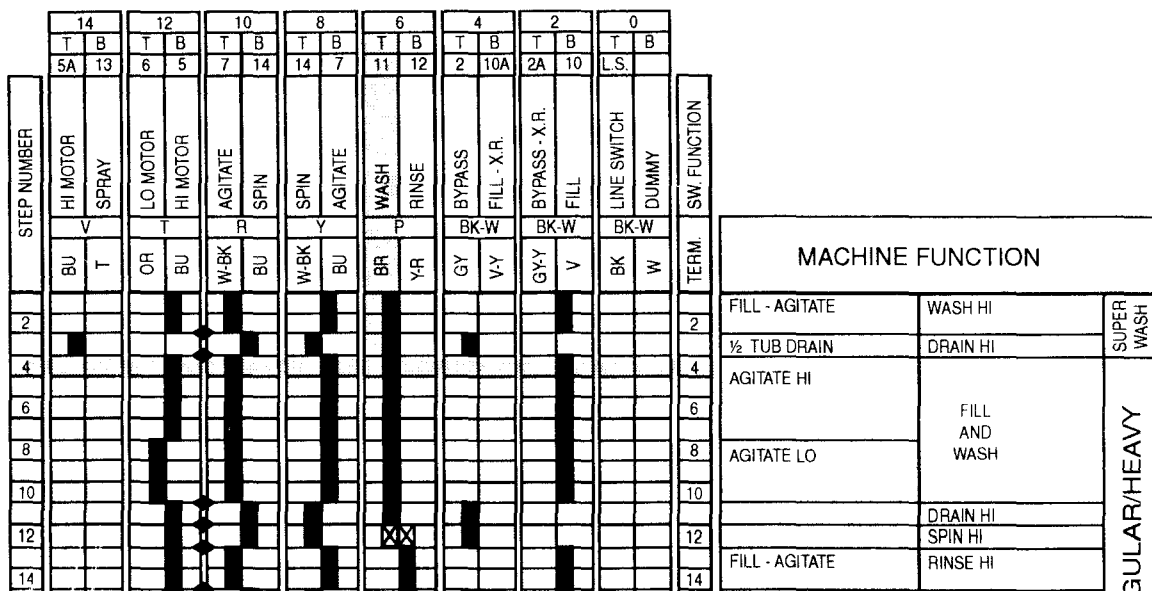 14 12 10 8 6 4 2 0
T B T B T B T B T B T B T B T B
5A 13 6 5 7 14 14 7 11 12 2 10A 2A 10 L.S.
STEP NUMBER
HI MOTOR
SPRAY
LO MOTOR
HI MOTOR
AGITATE
SPIN
SPIN
AGITATE
WASH
RINSE
BYPASS
FILL - X.R.
BYPASS - X.R.
FILL
LINE SWITCH
DUMMY
SW. FUNCTION
V T R Y P BK-W BK-W BK-W
BU T OR BU W-BK BU W-BK BU BR Y-R GY V-Y GY-Y V BK W TERM.
MACHINE FUNCTION
FILL - AGITATE WASH HI
2 2
SUPER
WASH
½ TUB DRAIN DRAIN HI
4 4
AGITATE HI
6 6
FILL
AND
WASH
8 8
AGITATE LO
10 10
DRAIN HI
12 12 SPIN HI
FILL - AGITATE RINSE HI
14 14
GULAR/HEAVY